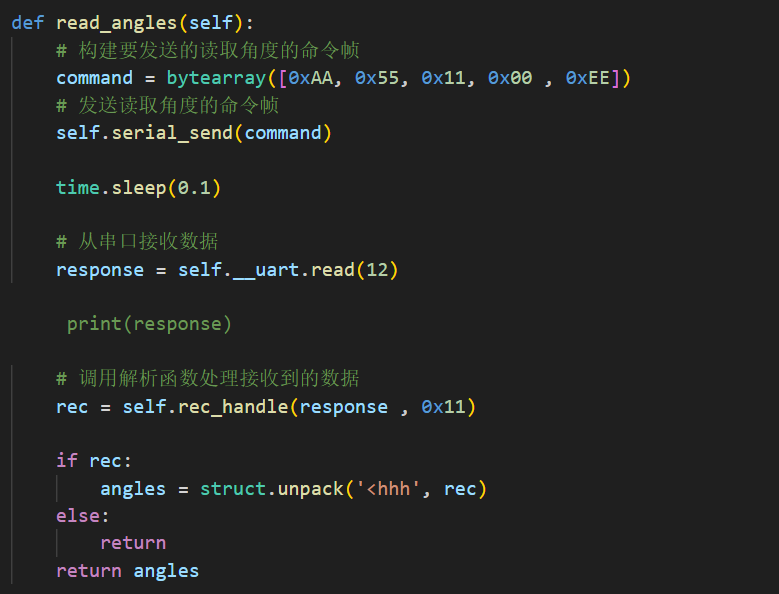 def read_angles(self):
    # 构建要发送的读取角度的命令帧
    command = bytearray([0xAA, 0x55, 0x11, 0x00 , 0xEE])
    # 发送读取角度的命令帧
    self.serial_send(command)
    time.sleep(0.1)
    # 从串口接收数据
    response = self.__uart.read(12)
     print(response)
    # 调用解析函数处理接收到的数据
    rec = self.rec_handle(response , 0x11)
    if rec:
        angles = struct.unpack('<hhh', rec)
    else:
        return
    return angles